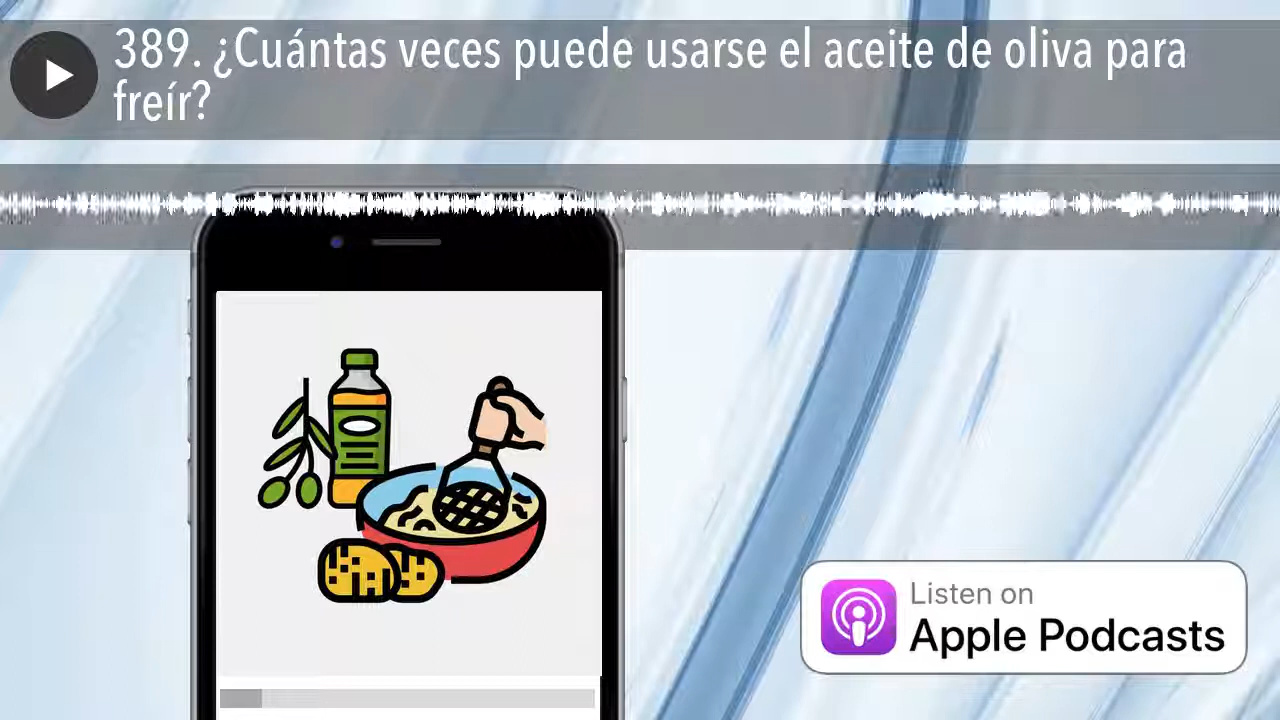 389. ¿Cuántas veces puede usarse el aceite de oliva para
freír?
Listen on
Apple Podcasts